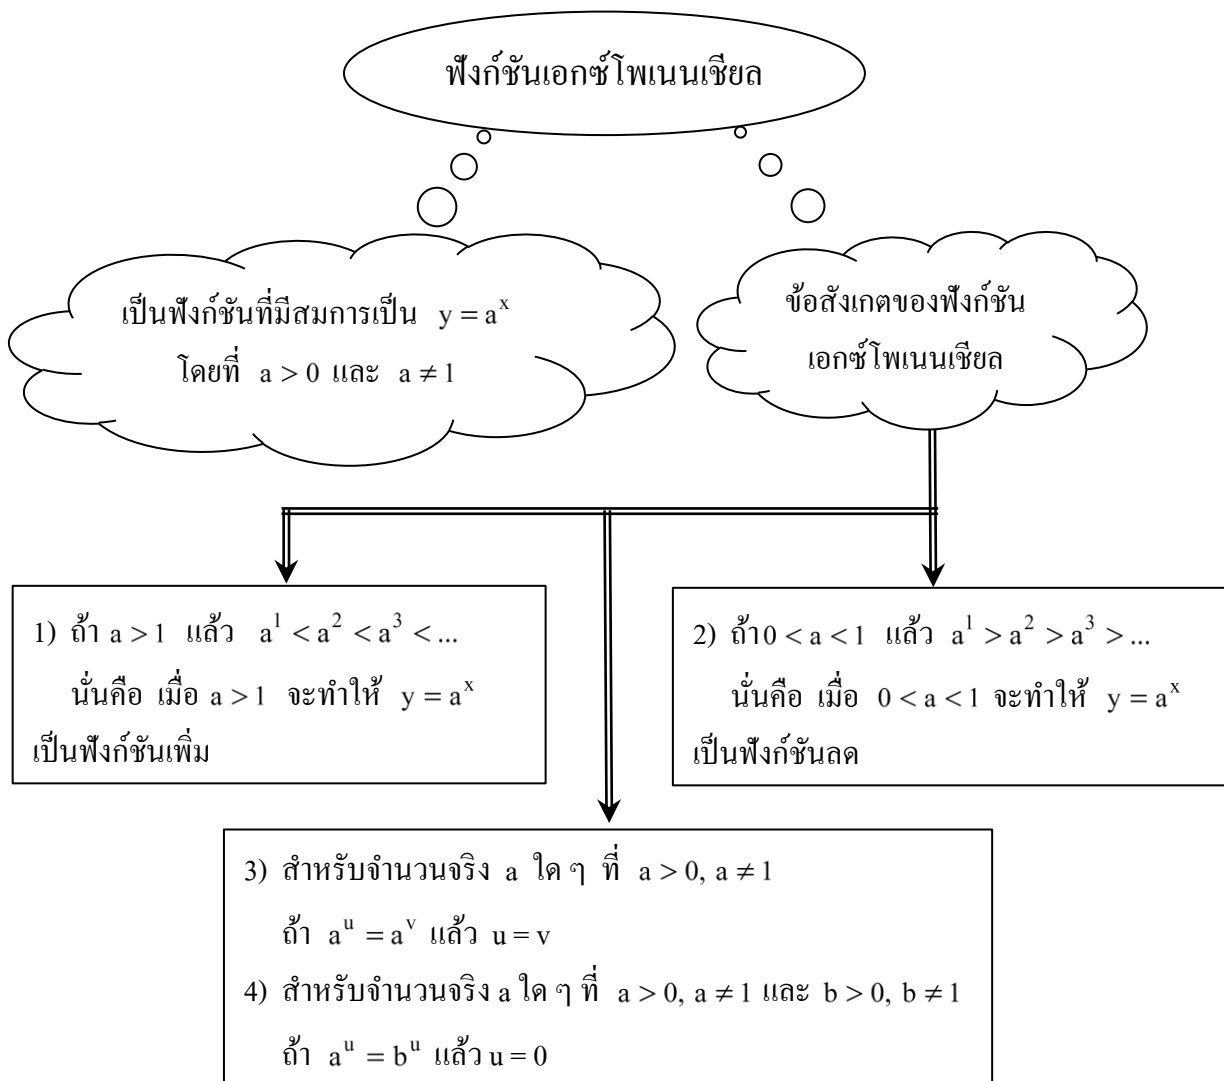 ฟังก์ชันเอกซ์โพเนนเชียล
เป็นฟังก์ชันที่มีสมการเป็น y = a^x
โดยที่ a > 0 และ a ≠ 1
ข้อสังเกตของฟังก์ชัน
เอกซ์โพเนนเชียล
1) ถ้า a > 1 แล้ว a^1 < a^2 < a^3 < ...
นั่นคือ เมื่อ a > 1 จะทำให้ y = a^x
เป็นฟังก์ชันเพิ่ม
2) ถ้า 0 < a < 1 แล้ว a^1 > a^2 > a^3 > ...
นั่นคือ เมื่อ 0 < a < 1 จะทำให้ y = a^x
เป็นฟังก์ชันลด
3) สำหรับจำนวนจริง a ใด ๆ ที่ a > 0, a ≠ 1
ถ้า a^u = a^v แล้ว u = v
4) สำหรับจำนวนจริง a ใด ๆ ที่ a > 0, a ≠ 1 และ b > 0, b ≠ 1
ถ้า a^u = b^u แล้ว u = 0